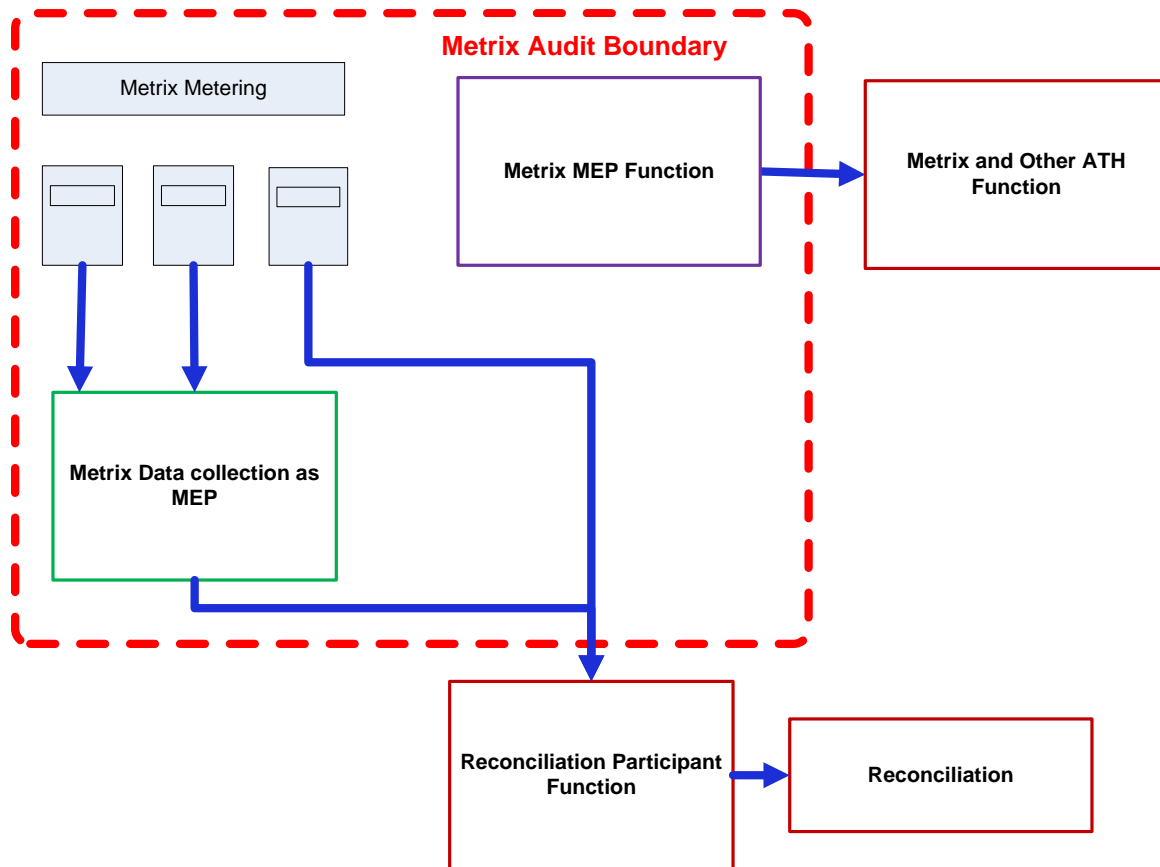 Metrix Audit Boundary
Metrix Metering
Metrix MEP Function
Metrix and Other ATH
Function
Metrix Data collection as
MEP
Reconciliation Participant
Function
Reconciliation